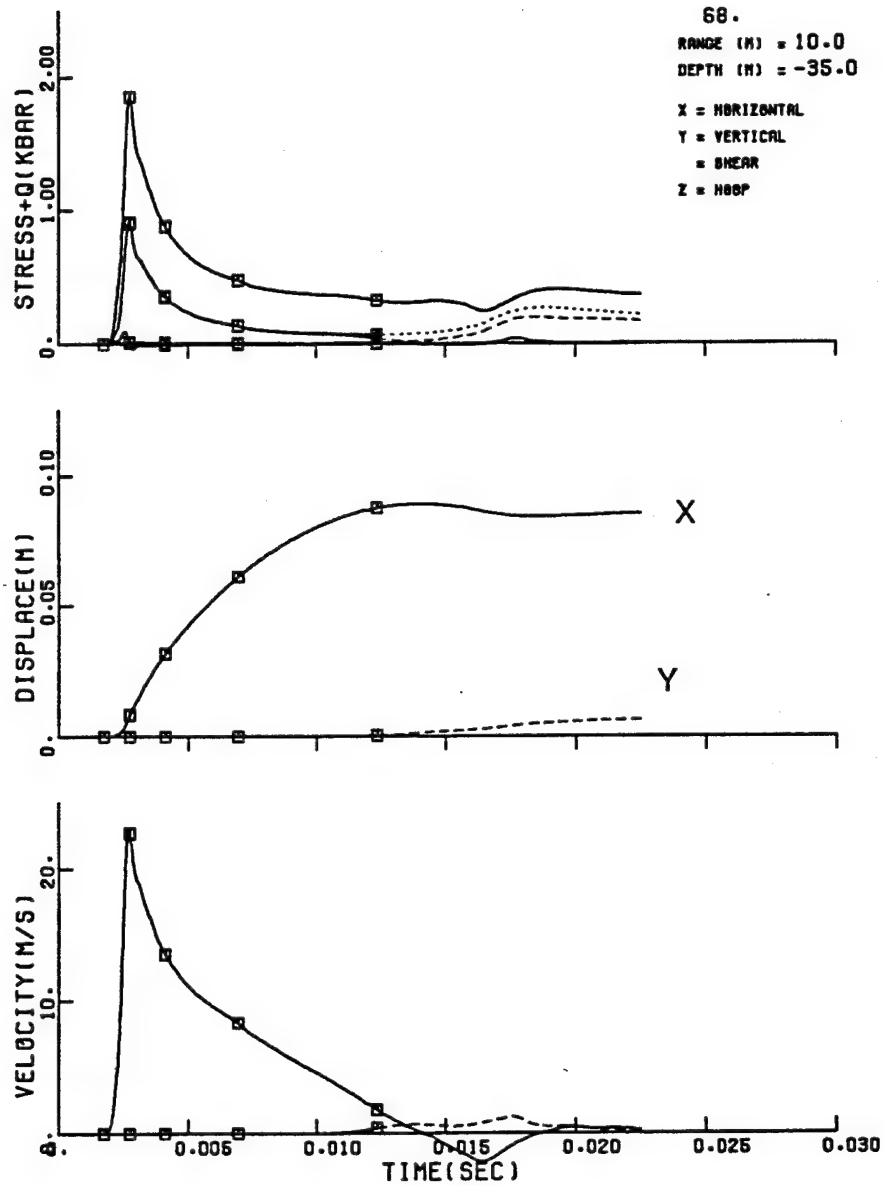 68.
RANGE (M) = 10.0
DEPTH (M) = -35.0
X = HORIZONTAL
Y = VERTICAL
= SHEAR
Z = HOOP
STRESS+Q(KBAR)
2.00
1.00
0.
DISPLACE(M)
0.10
0.05
0.
X
Y
VELOCITY(M/S)
20.
10.
0.
0.005
0.010
0.015
0.020
0.025
0.030
TIME(SEC)